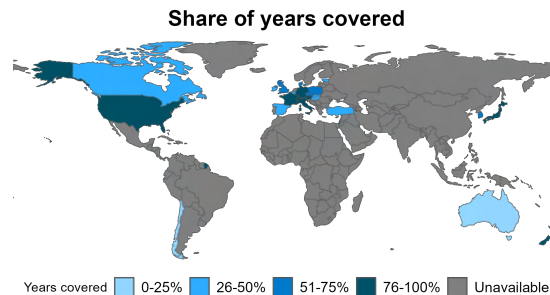 Share of years covered
Years covered 0-25% 26-50% 51-75% 76-100% Unavailable